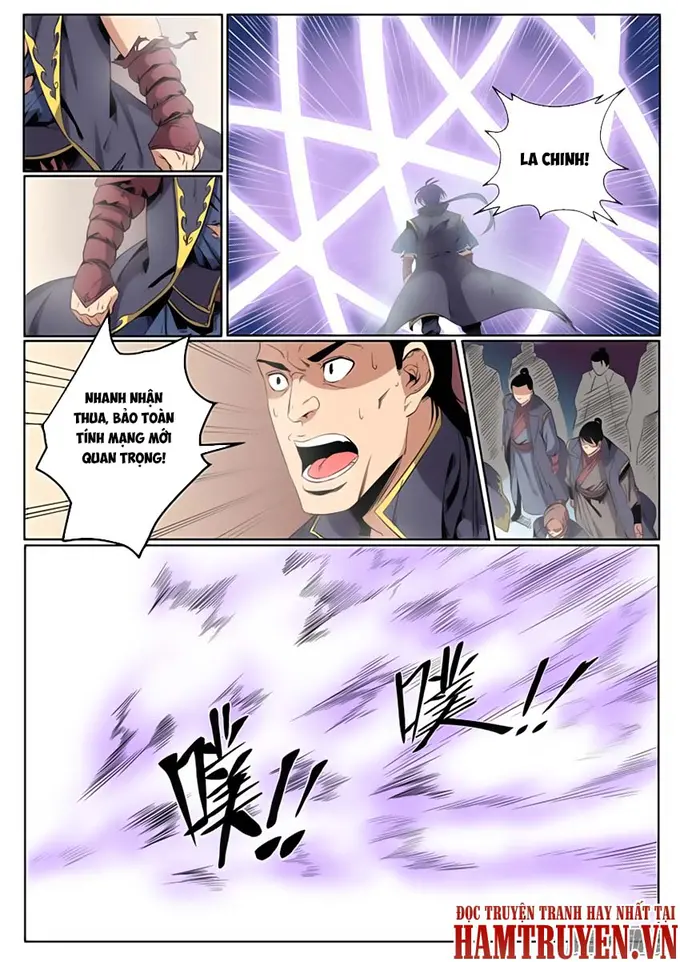 LA CHINH!
NHANH NHẬN
THUA, BẢO TOÀN
TÍNH MẠNG MỚI
QUAN TRỌNG!
噗!!
噗!!
ĐỌC TRUYỆN TRANH HAY NHẤT TẠI
HAMTRUYEN.VN